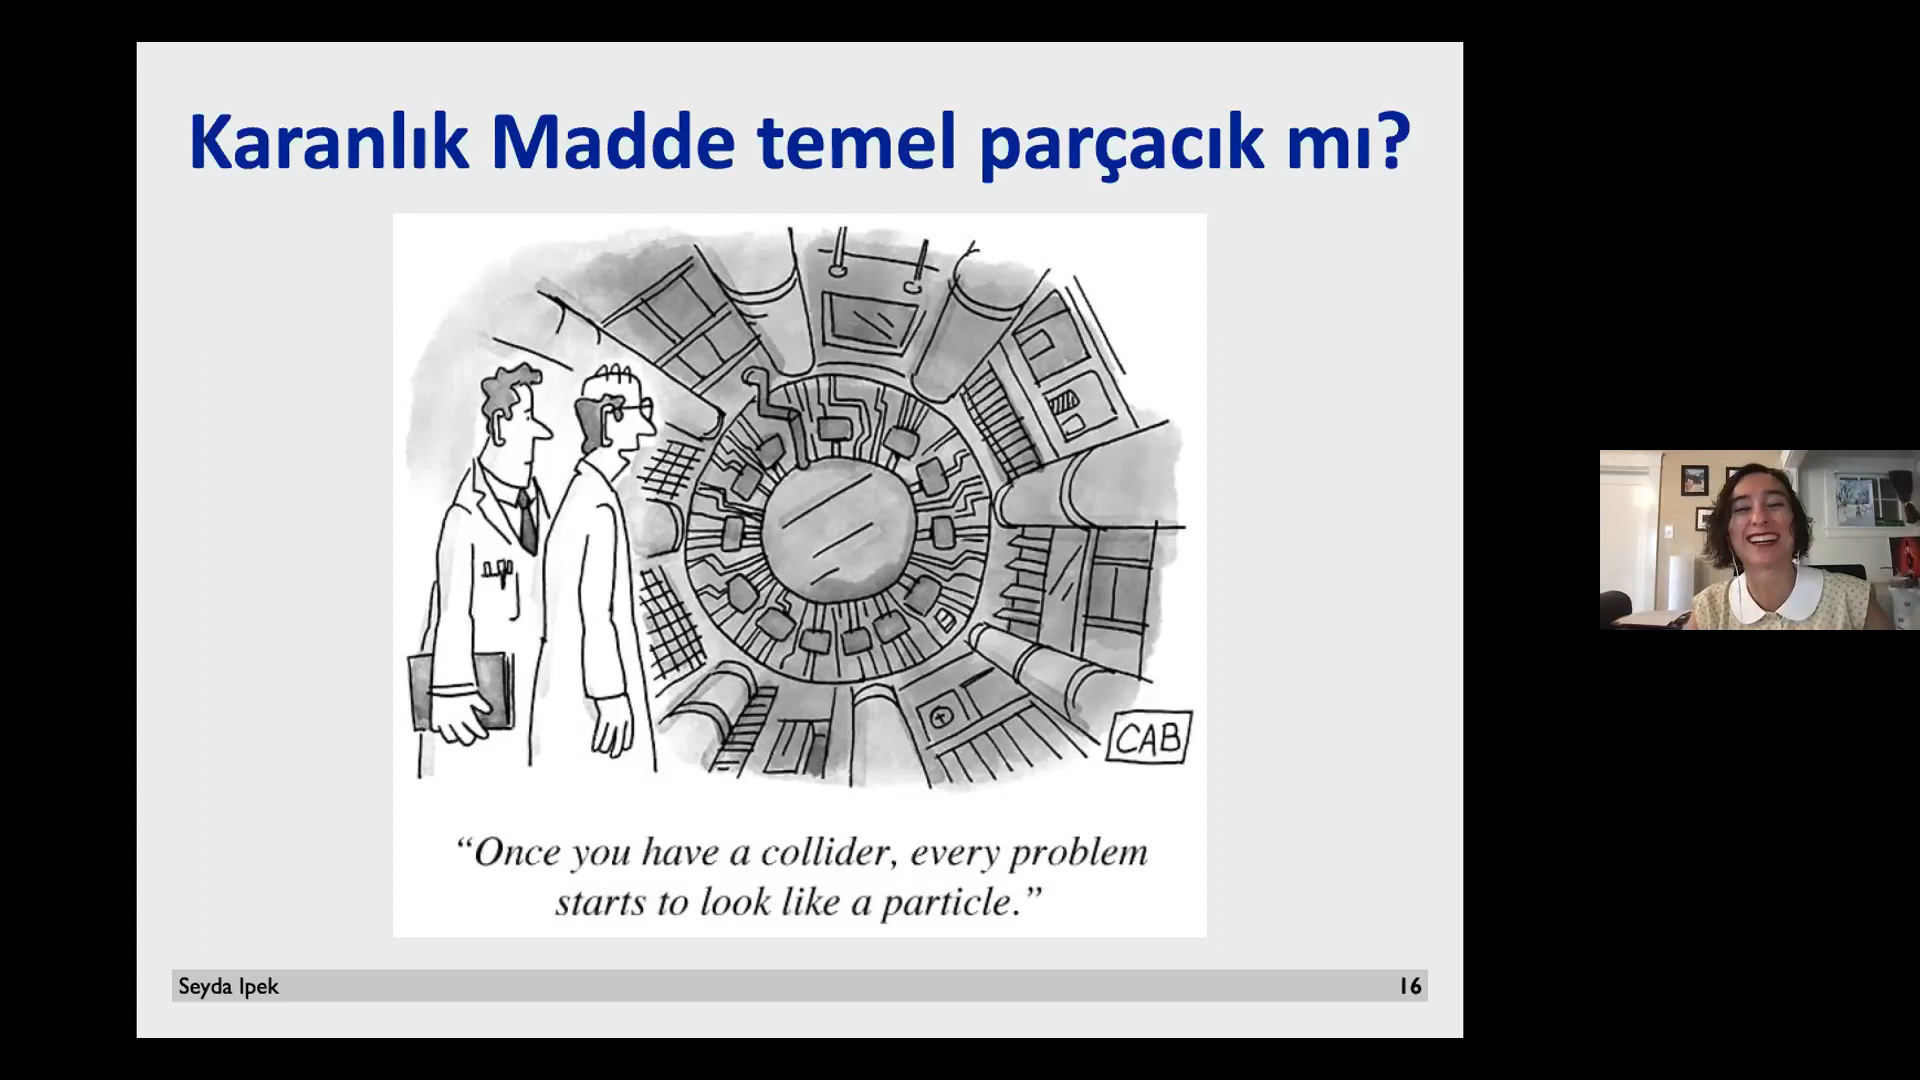 Karanlık Madde temel parçacık mı?
CAB
“Once you have a collider, every problem
starts to look like a particle.”
Seyda Ipek
16